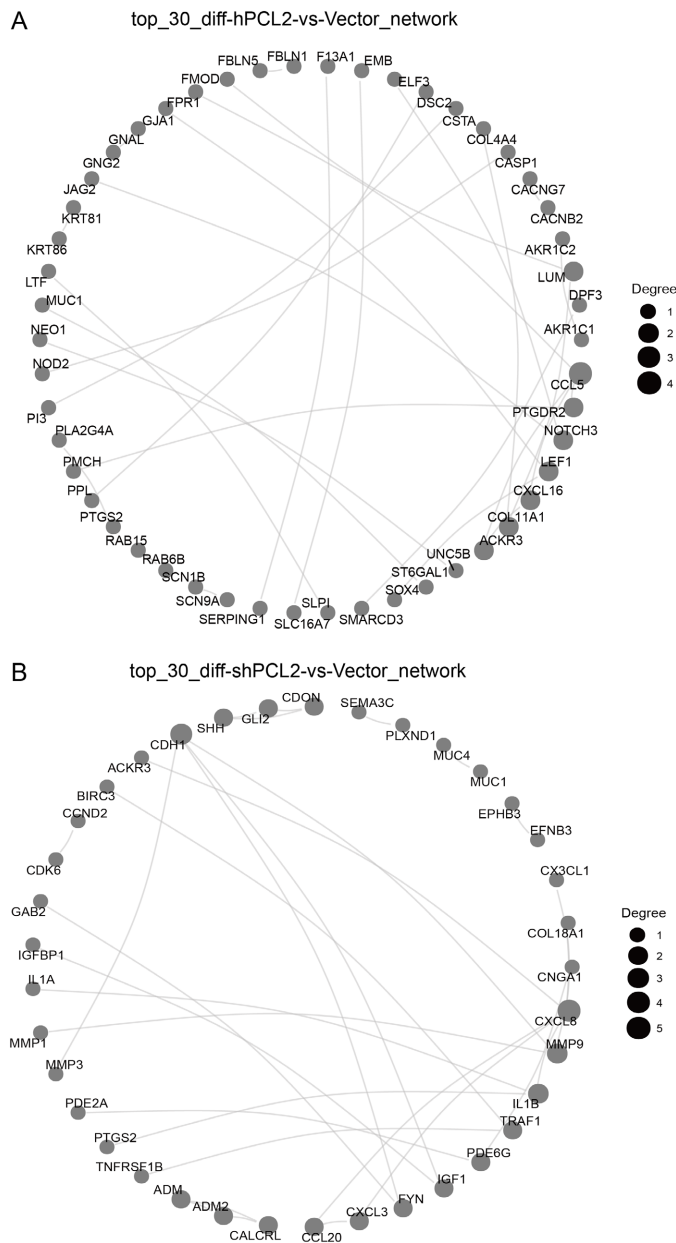 A
top_30_diff-hPCL2-vs-Vector_network
FBLN5
FBLN1
F13A1
EMB
FMOD
ELF3
FPR1
DSC2
GJA1
CSTA
GNAL
COL4A4
GNG2
CASP1
JAG2
CACNG7
KRT81
CACNB2
KRT86
AKR1C2
LTF
LUM
MUC1
DPF3
NEO1
AKR1C1
NOD2
CCL5
PI3
PTGDR2
PLA2G4A
NOTCH3
PMCH
LEF1
PPL
CXCL16
PTGS2
COL11A1
RAB15
ACKR3
RAB6B
UNC5B
SCN1B
ST6GAL1
SCN9A
SOX4
SERPING1
SLC16A7
SLPI
SMARCD3
Degree
1
2
3
4
B
top_30_diff-shPCL2-vs-Vector_network
CDON
SEMA3C
GLI2
SHH
PLXND1
CDH1
MUC4
ACKR3
MUC1
BIRC3
EPHB3
CCND2
EFNB3
CDK6
CX3CL1
GAB2
COL18A1
IGFBP1
CNGA1
IL1A
CXCL8
MMP1
MMP9
MMP3
IL1B
PDE2A
TRAF1
PTGS2
PDE6G
TNFRSF1B
IGF1
ADM
FYN
ADM2
CXCL3
CALCRL
CCL20
Degree
1
2
3
4
5